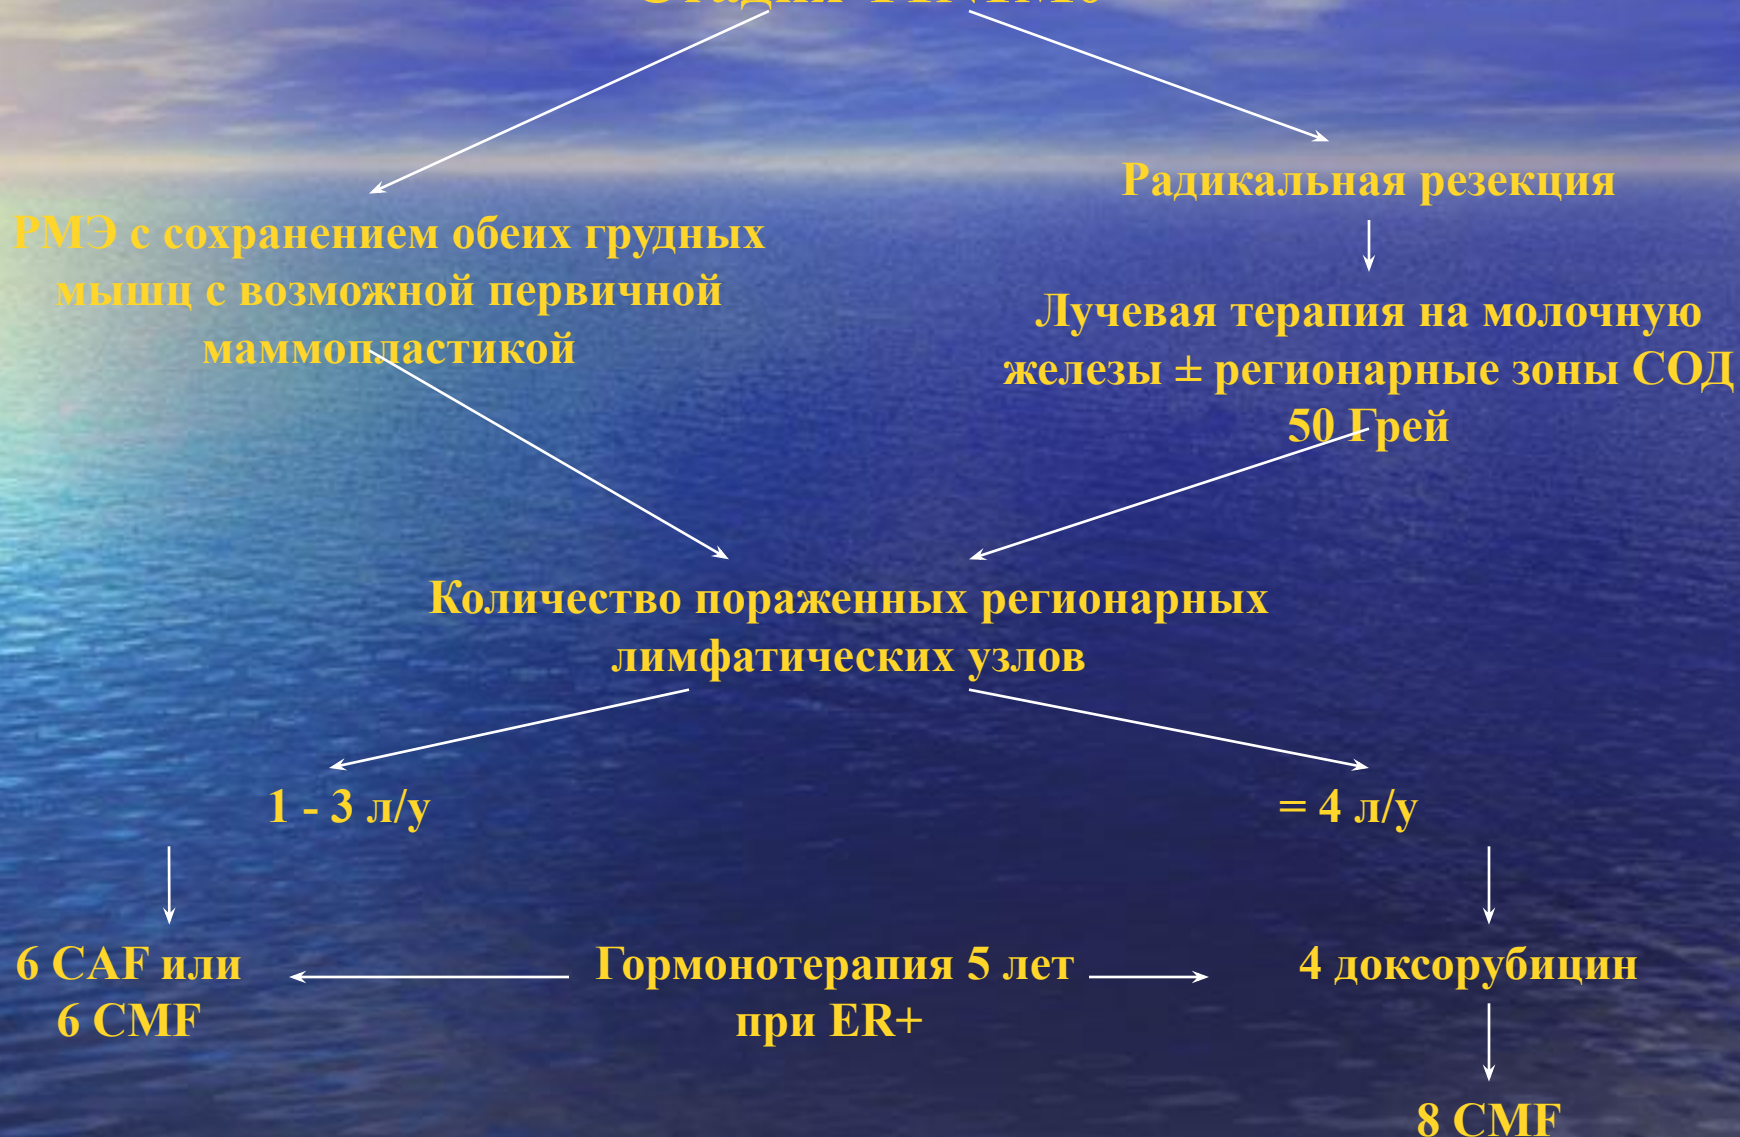 Стадия T1N1M0
Радикальная резекция
РМЭ с сохранением обеих грудных
мышц с возможной первичной
маммопластикой
Лучевая терапия на молочную
железы ± регионарные зоны СОД
50 Грей
Количество пораженных регионарных
лимфатических узлов
1 - 3 л/у
= 4 л/у
6 CAF или
6 CMF
Гормонотерапия 5 лет
при ER+
4 доксорубицин
8 CMF